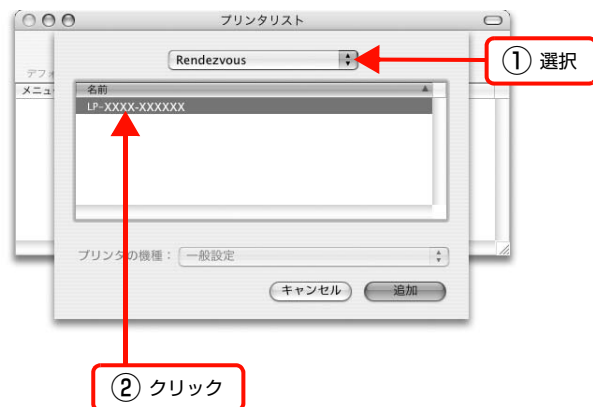 プリンタリスト
Rendezvous
① 選択
デフォ
メニュー
名前
LP-XXXX-XXXXXX
プリンタの機種： 一般設定
キャンセル 追加
② クリック